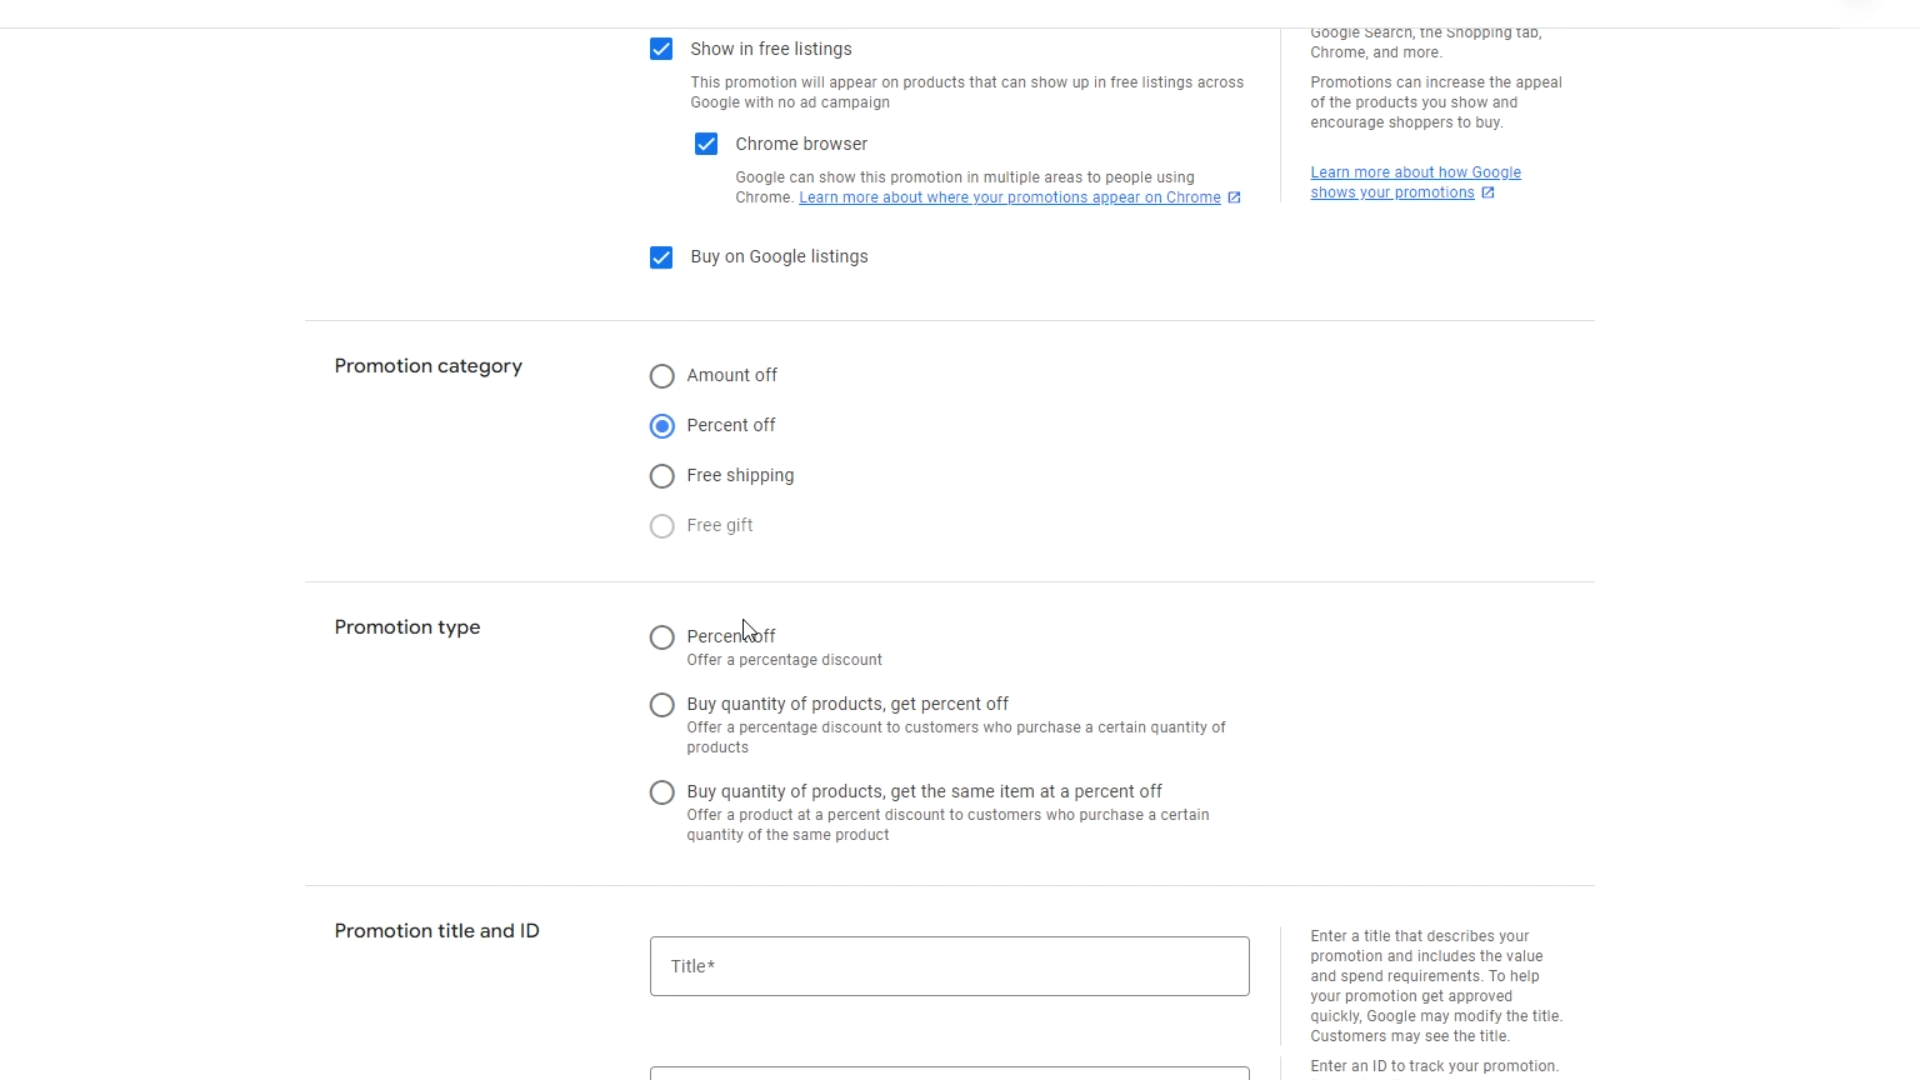 Show in free listings
This promotion will appear on products that can show up in free listings across
Google with no ad campaign
Chrome browser
Google can show this promotion in multiple areas to people using
Chrome. Learn more about where your promotions appear on Chrome
Buy on Google listings
Google Search, the Shopping tab,
Chrome, and more.
Promotions can increase the appeal
of the products you show and
encourage shoppers to buy.
Learn more about how Google
shows your promotions
Promotion category
Amount off
Percent off
Free shipping
Free gift
Promotion type
Percent off
Offer a percentage discount
Buy quantity of products, get percent off
Offer a percentage discount to customers who purchase a certain quantity of
products
Buy quantity of products, get the same item at a percent off
Offer a product at a percent discount to customers who purchase a certain
quantity of the same product
Promotion title and ID
Title*
Enter a title that describes your
promotion and includes the value
and spend requirements. To help
your promotion get approved
quickly, Google may modify the title.
Customers may see the title.
Enter an ID to track your promotion.